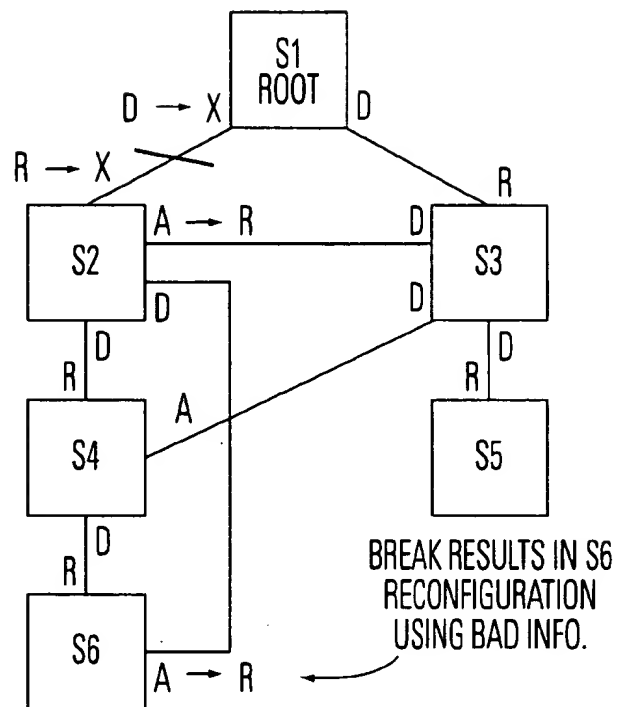 S1
ROOT
D → X
D
R → X
R
A → R
D
S2
S3
D
D
D
D
R
R
A
S4
S5
D
R
BREAK RESULTS IN S6
RECONFIGURATION
USING BAD INFO.
S6
A → R